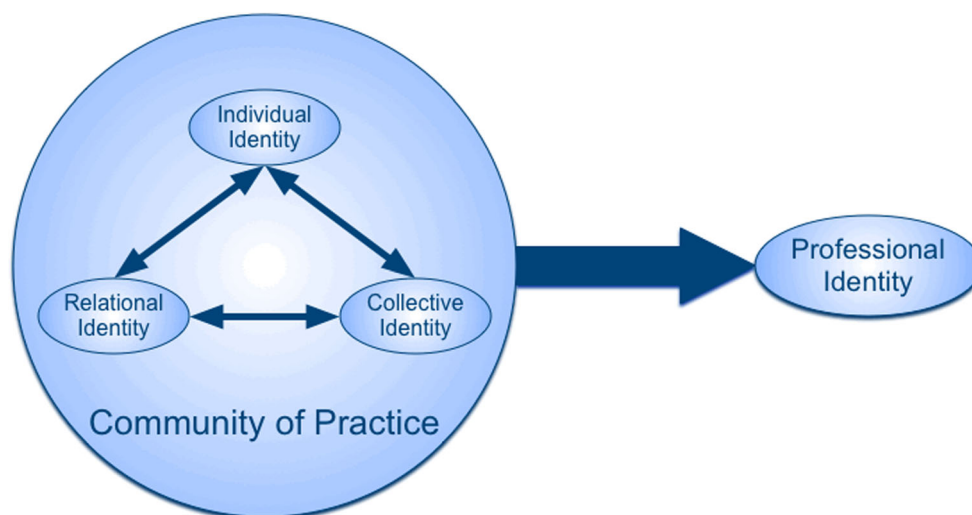 Individual
Identity
Relational
Identity
Collective
Identity
Community of Practice
Professional
Identity